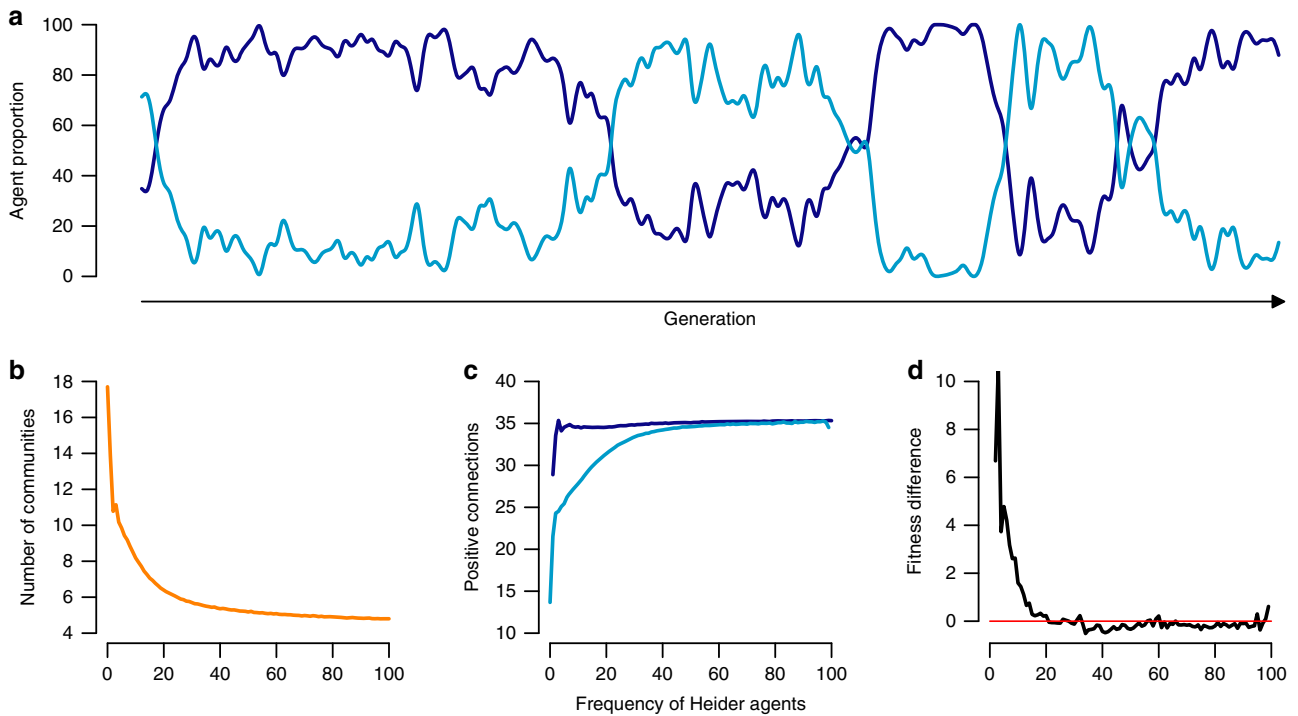 a
Agent proportion
100
80
60
40
20
0
Generation
b
Number of communities
18
16
14
12
10
8
6
4
0 20 40 60 80 100
c
Positive connections
40
35
30
25
20
15
10
0 20 40 60 80 100
Frequency of Heider agents
d
Fitness difference
10
8
6
4
2
0
0 20 40 60 80 100